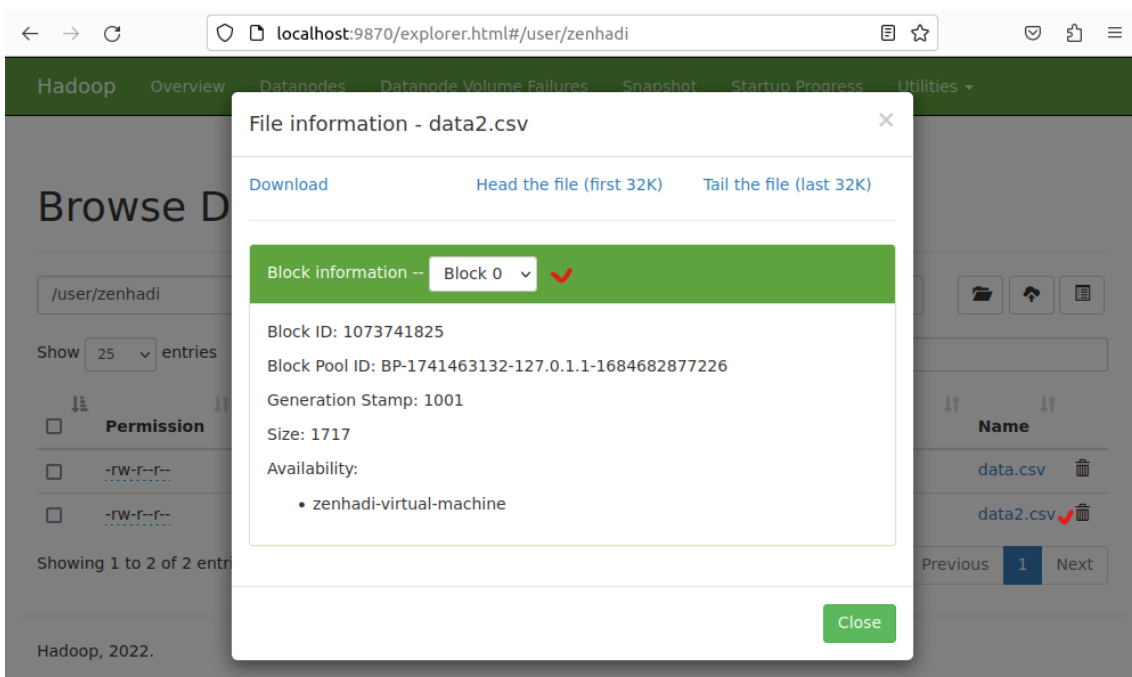 localhost:9870/explorer.html#/user/zenhadi
Hadoop Overview Datanodes Datanode Volume Failures Snapshot Startup Progress Utilities
File information - data2.csv ×
Download Head the file (first 32K) Tail the file (last 32K)
Browse D
Block information -- Block 0
/user/zenhadi
Block ID: 1073741825
Show 25 entries
Block Pool ID: BP-1741463132-127.0.1.1-1684682877226
Generation Stamp: 1001
Permission Name
Size: 1717
Availability:
-rw-r--r-- data.csv
• zenhadi-virtual-machine
-rw-r--r-- data2.csv
Showing 1 to 2 of 2 entr Previous 1 Next
Close
Hadoop, 2022.